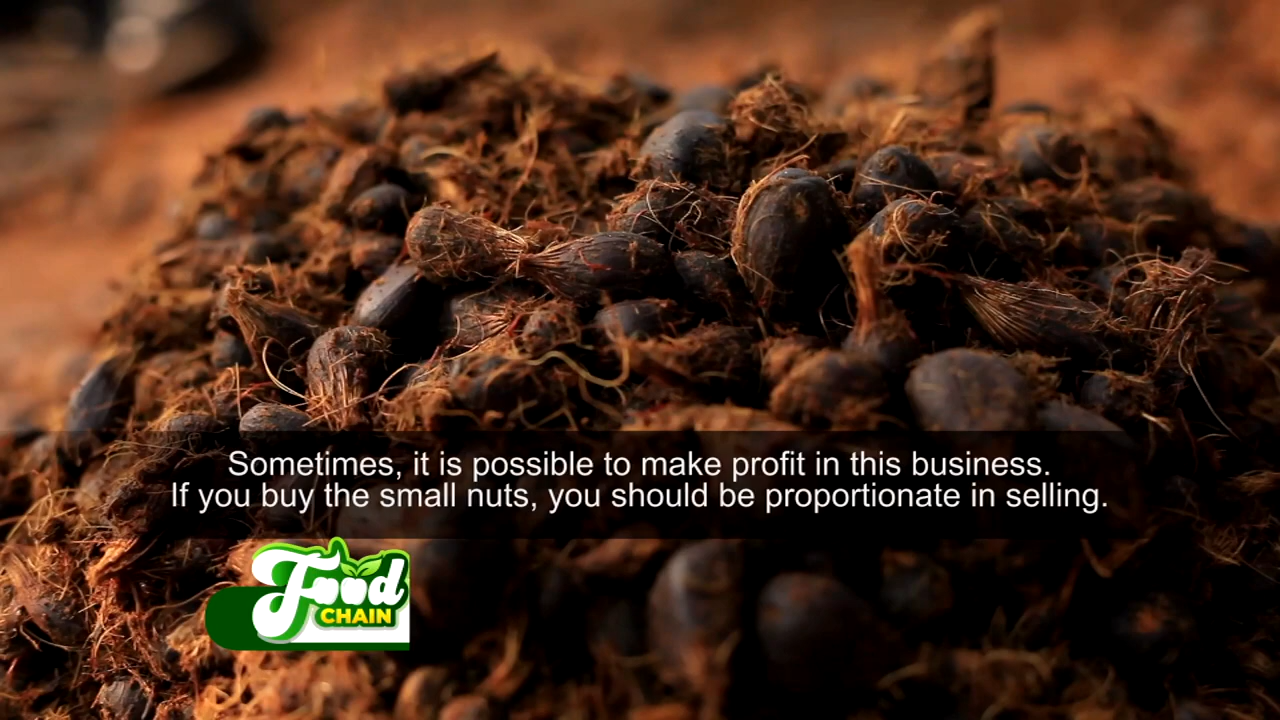 Sometimes, it is possible to make profit in this business.
If you buy the small nuts, you should be proportionate in selling.
Food
CHAIN